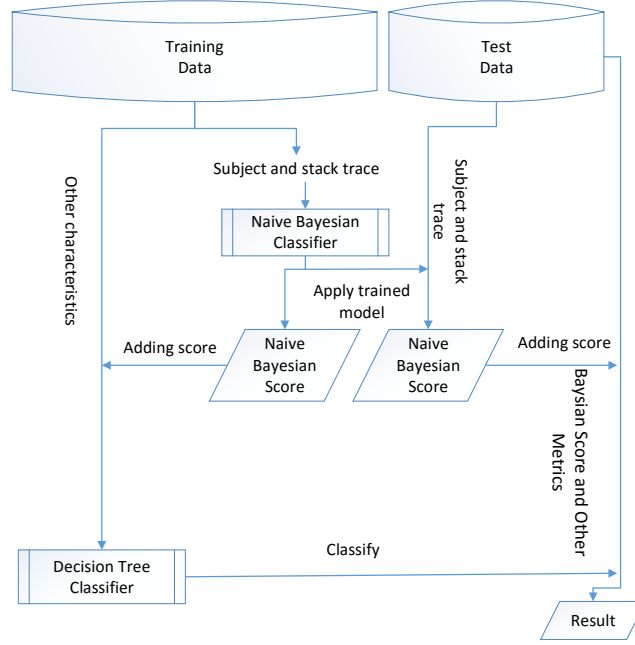 Training
Data
Test
Data
Subject and stack trace
Naive Bayesian
Classifier
Other characteristics
Subject and stack
trace
Apply trained
model
Naive
Bayesian
Score
Naive
Bayesian
Score
Adding score
Adding score
Baysian Score and Other
Metrics
Decision Tree
Classifier
Classify
Result